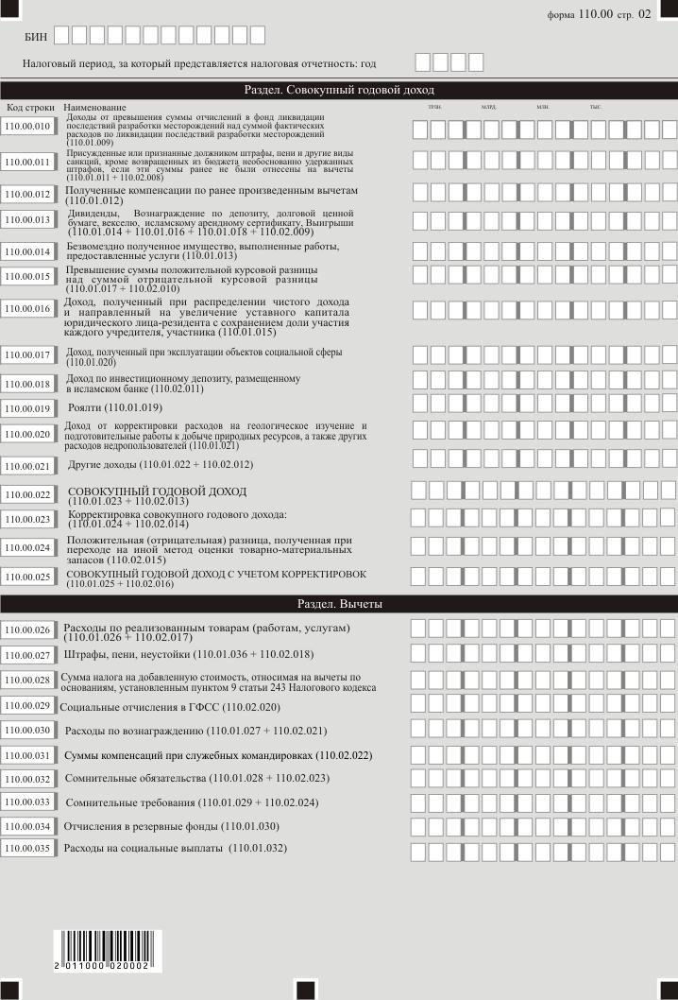 форма 110.00 стр. 02
БИН
Налоговый период, за который представляется налоговая отчетность: год
Раздел. Совокупный годовой доход
Код строки Наименование ТРЛН. МЛРД. МЛН. ТЫС.
110.00.010 Доходы от превышения суммы отчислений в фонд ликвидации
последствий разработки месторождений над суммой фактических
расходов по ликвидации последствий разработки месторождений
(110.01.009)
110.00.011 Присужденные или признанные должником штрафы, пени и другие виды
санкций, кроме возвращенных из бюджета необоснованно удержанных
штрафов, если эти суммы ранее не были отнесены на вычеты
(110.01.011 + 110.02.008)
110.00.012 Полученные компенсации по ранее произведенным вычетам
(110.01.012)
110.00.013 Дивиденды, Вознаграждение по депозиту, долговой ценной
бумаге, векселю, исламскому арендному сертификату, Выигрыши
(110.01.014 + 110.01.016 + 110.01.018 + 110.02.009)
110.00.014 Безвомездно полученное имущество, выполненные работы,
предоставленные услуги (110.01.013)
110.00.015 Превышение суммы положительной курсовой разницы
над суммой отрицательной курсовой разницы
(110.01.017 + 110.02.010)
110.00.016 Доход, полученный при распределении чистого дохода
и направленный на увеличение уставного капитала
юридического лица-резидента с сохранением доли участия
каждого учредителя, участника (110.01.015)
110.00.017 Доход, полученный при эксплуатации объектов социальной сферы
(110.01.020)
110.00.018 Доход по инвестиционному депозиту, размещенному
в исламском банке (110.02.011)
110.00.019 Роялти (110.01.019)
110.00.020 Доход от корректировки расходов на геологическое изучение и
подготовительные работы к добыче природных ресурсов, а также других
расходов недропользователей (110.01.021)
110.00.021 Другие доходы (110.01.022 + 110.02.012)
110.00.022 СОВОКУПНЫЙ ГОДОВОЙ ДОХОД
(110.01.023 + 110.02.013)
110.00.023 Корректировка совокупного годового дохода:
(110.01.024 + 110.02.014)
110.00.024 Положительная (отрицательная) разница, полученная при
переходе на иной метод оценки товарно-материальных
запасов (110.02.015)
110.00.025 СОВОКУПНЫЙ ГОДОВОЙ ДОХОД С УЧЕТОМ КОРРЕКТИРОВОК
(110.01.025 + 110.02.016)
Раздел. Вычеты
110.00.026 Расходы по реализованным товарам (работам, услугам)
(110.01.026 + 110.02.017)
110.00.027 Штрафы, пени, неустойки (110.01.036 + 110.02.018)
110.00.028 Сумма налога на добавленную стоимость, относимая на вычеты по
основаниям, установленным пунктом 9 статьи 243 Налогового кодекса
110.00.029 Социальные отчисления в ГФСС (110.02.020)
110.00.030 Расходы по вознаграждению (110.01.027 + 110.02.021)
110.00.031 Суммы компенсаций при служебных командировках (110.02.022)
110.00.032 Сомнительные обязательства (110.01.028 + 110.02.023)
110.00.033 Сомнительные требования (110.01.029 + 110.02.024)
110.00.034 Отчисления в резервные фонды (110.01.030)
110.00.035 Расходы на социальные выплаты (110.01.032)
2 011000 020002